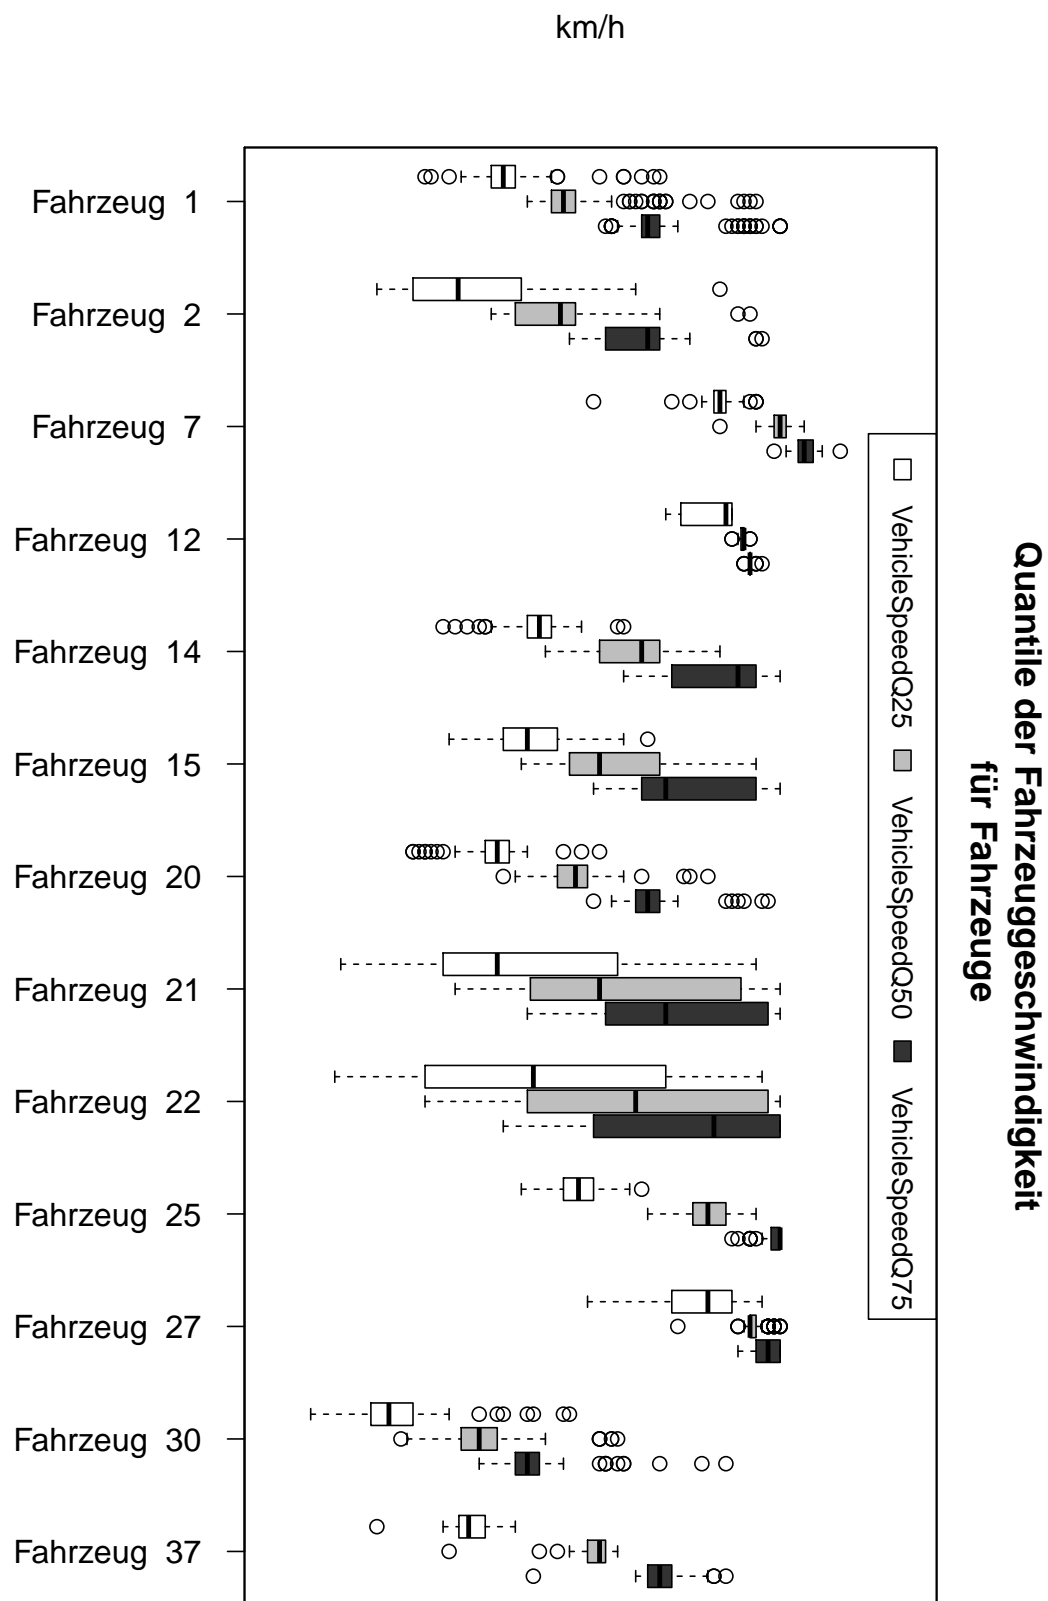 km/h
Quantile der Fahrzeuggeschwindigkeit
für Fahrzeuge
VehicleSpeedQ25 VehicleSpeedQ50 VehicleSpeedQ75
Fahrzeug 1
Fahrzeug 2
Fahrzeug 7
Fahrzeug 12
Fahrzeug 14
Fahrzeug 15
Fahrzeug 20
Fahrzeug 21
Fahrzeug 22
Fahrzeug 25
Fahrzeug 27
Fahrzeug 30
Fahrzeug 37